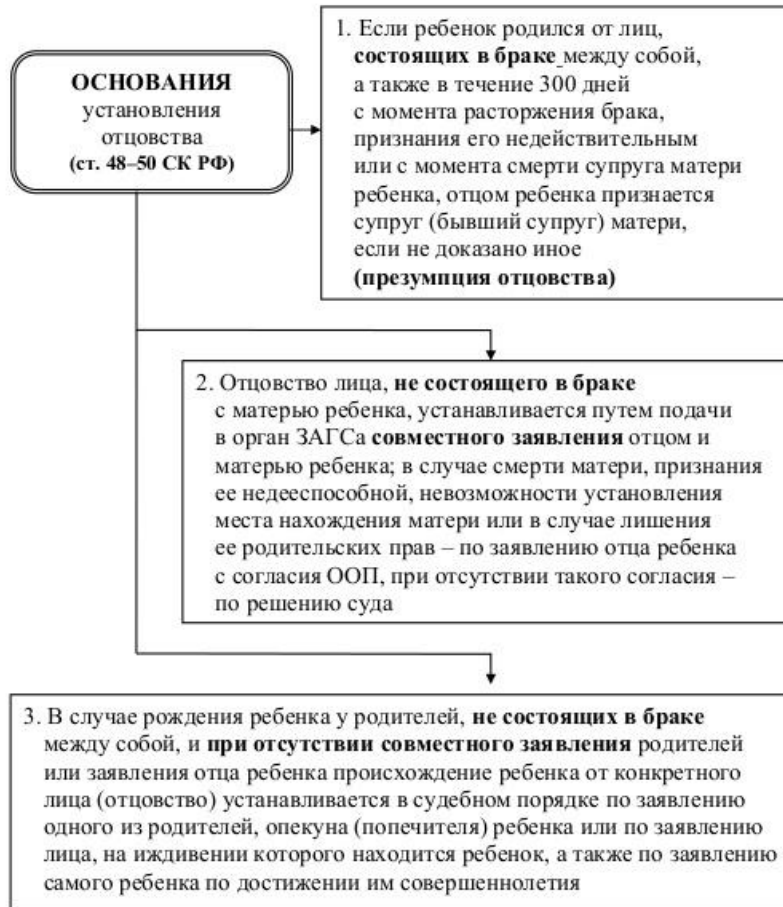 ОСНОВАНИЯ
установления
отцовства
(ст. 48–50 СК РФ)
1. Если ребенок родился от лиц,
состоящих в браке между собой,
а также в течение 300 дней
с момента расторжения брака,
признания его недействительным
или с момента смерти супруга матери
ребенка, отцом ребенка признается
супруг (бывший супруг) матери,
если не доказано иное
(презумпция отцовства)
2. Отцовство лица, не состоящего в браке
с матерью ребенка, устанавливается путем подачи
в орган ЗАГСа совместного заявления отцом и
матерью ребенка; в случае смерти матери, признания
ее недееспособной, невозможности установления
места нахождения матери или в случае лишения
ее родительских прав – по заявлению отца ребенка
с согласия ООП, при отсутствии такого согласия –
по решению суда
3. В случае рождения ребенка у родителей, не состоящих в браке
между собой, и при отсутствии совместного заявления родителей
или заявления отца ребенка происхождение ребенка от конкретного
лица (отцовство) устанавливается в судебном порядке по заявлению
одного из родителей, опекуна (попечителя) ребенка или по заявлению
лица, на иждивении которого находится ребенок, а также по заявлению
самого ребенка по достижении им совершеннолетия